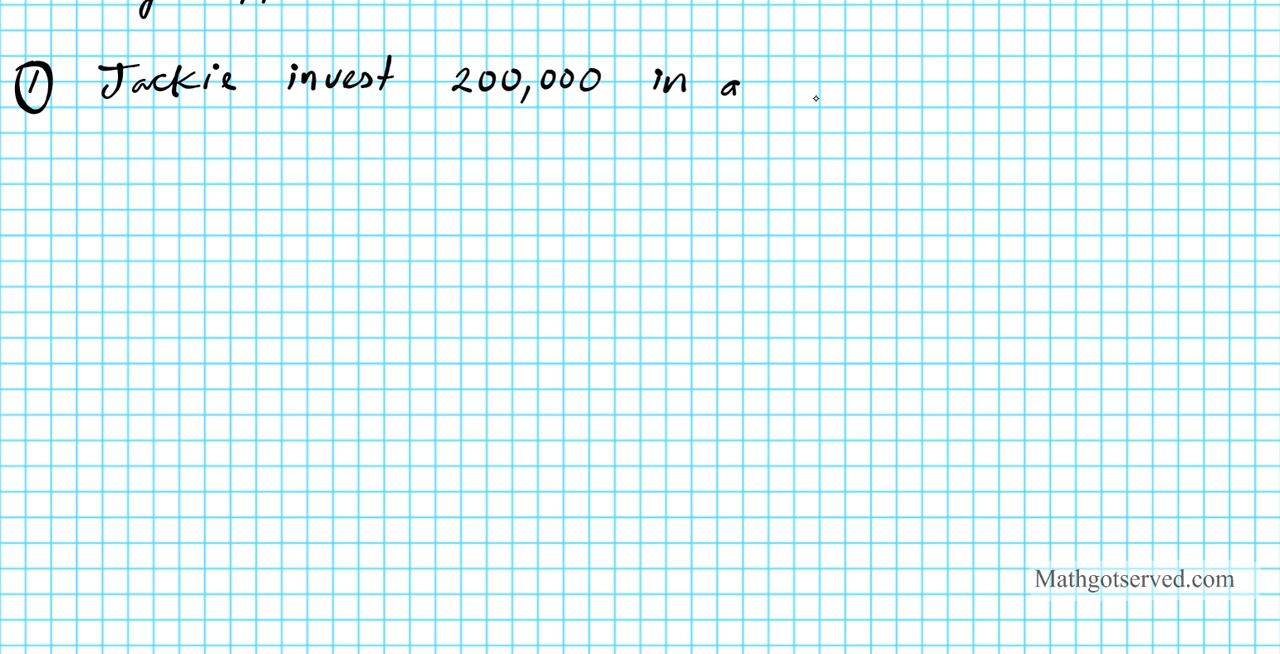 ① Jackie invest 200,000 in a
Mathgotserved.com